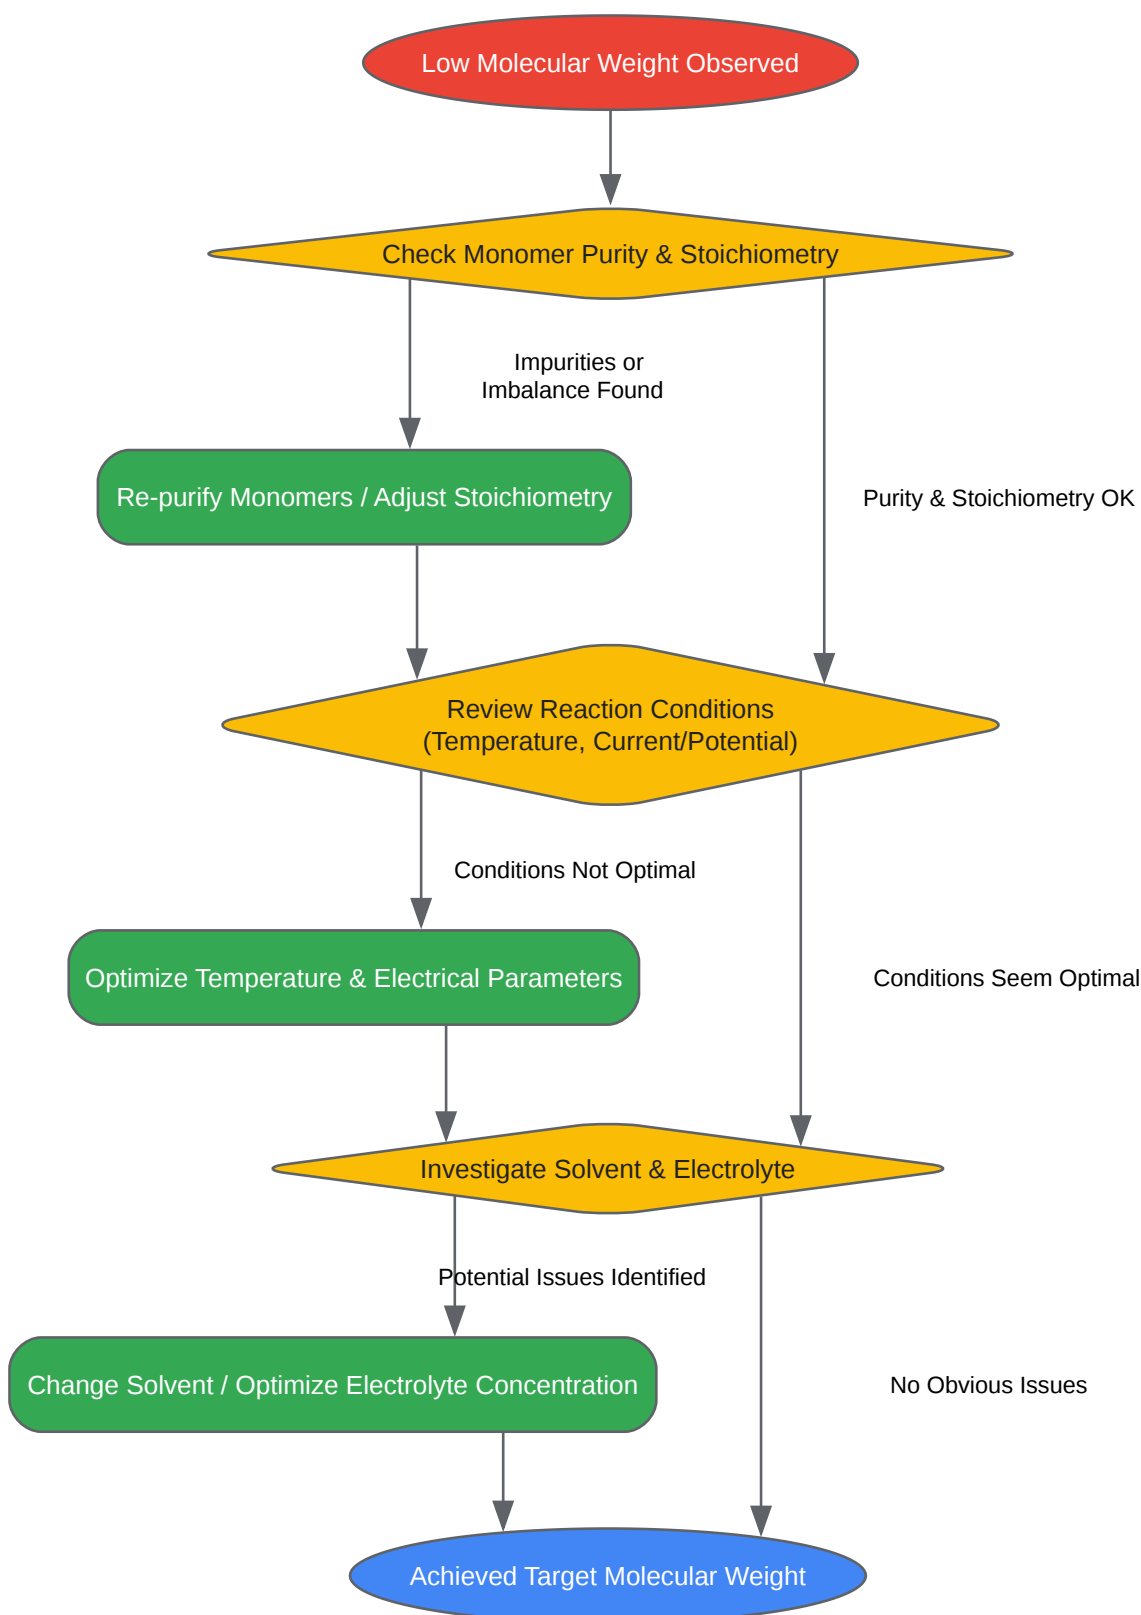 Low Molecular Weight Observed
Check Monomer Purity & Stoichiometry
Impurities or
Imbalance Found
Re-purify Monomers / Adjust Stoichiometry
Purity & Stoichiometry OK
Review Reaction Conditions
(Temperature, Current/Potential)
Conditions Not Optimal
Optimize Temperature & Electrical Parameters
Conditions Seem Optimal
Investigate Solvent & Electrolyte
Potential Issues Identified
Change Solvent / Optimize Electrolyte Concentration
No Obvious Issues
Achieved Target Molecular Weight